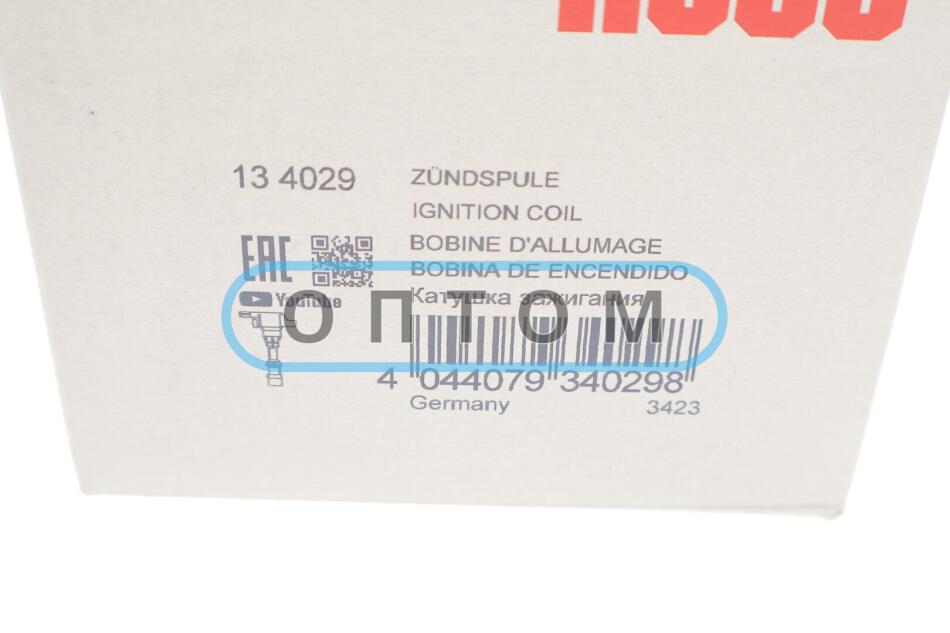 13 4029
ZÜNDSPULE
IGNITION COIL
BOBINE D'ALLUMAGE
BOBINA DE ENCENDIDO
Катушка зажигания
EAC
YouTube
ОПТОМ
4 044079 340298
Germany
3423